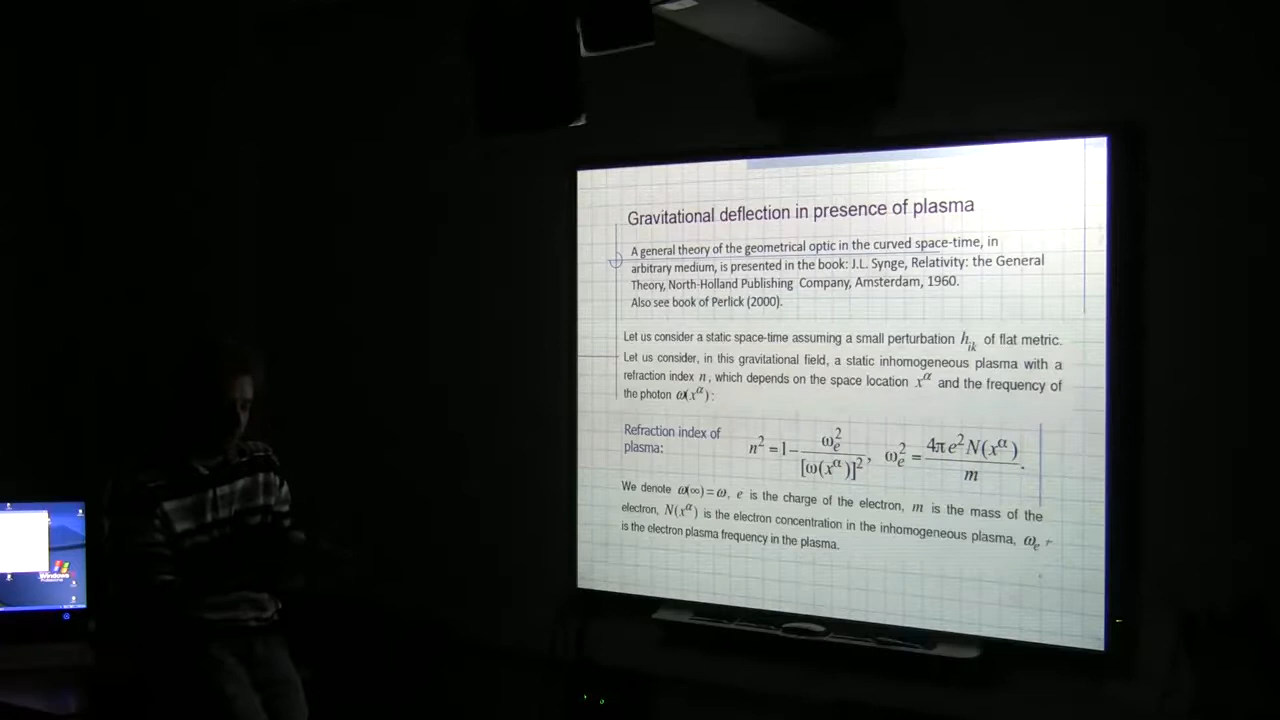 Gravitational deflection in presence of plasma
A general theory of the geometrical optic in the curved space-time, in
arbitrary medium, is presented in the book: J.L. Synge, Relativity: the General
Theory, North-Holland Publishing Company, Amsterdam, 1960.
Also see book of Perlick (2000).
Let us consider a static space-time assuming a small perturbation h_ik of flat metric.
Let us consider, in this gravitational field, a static inhomogeneous plasma with a
refraction index n, which depends on the space location x^α and the frequency of
the photon ω(x^α):
Refraction index of
plasma:
n² = 1 − ω_e² / [ω(x^α)]², ω_e² = 4π e² N(x^α) / m.
We denote ω(∞) = ω, e is the charge of the electron, m is the mass of the
electron, N(x^α) is the electron concentration in the inhomogeneous plasma, ω_e -
is the electron plasma frequency in the plasma.
Windows